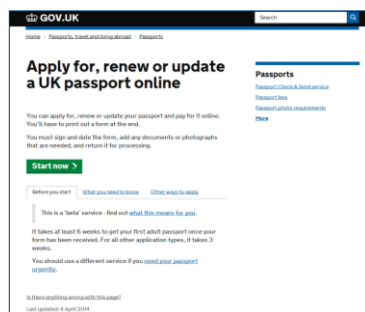 GOV.UK
Search
Home Passports, travel and living abroad Passports
Apply for, renew or update
a UK passport online
Passports
Passport Check & Send service
Passport fees
Passport photo requirements
More
You can apply for, renew or update your passport and pay for it online.
You'll have to print out a form at the end.
You must sign and date the form, add any documents or photographs
that are needed, and return it for processing.
Start now >
Before you start What you need to know Other ways to apply
This is a 'beta' service - find out what this means for you.
It takes at least 6 weeks to get your first adult passport once your
form has been received. For all other application types, it takes 3
weeks.
You should use a different service if you need your passport
urgently.
Is there anything wrong with this page?
Last updated: 4 April 2014